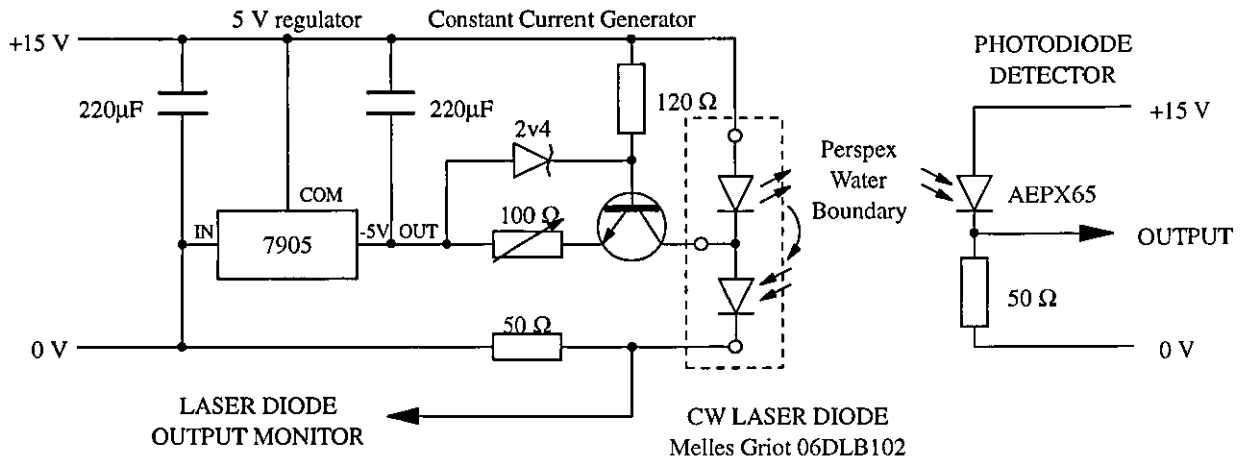 5 V regulator
Constant Current Generator
+15 V
220μF
220μF
120 Ω
2v4
COM
IN
7905
-5V OUT
100 Ω
50 Ω
0 V
LASER DIODE
OUTPUT MONITOR
CW LASER DIODE
Melles Griot 06DLB102
Perspex
Water
Boundary
PHOTODIODE
DETECTOR
+15 V
AEPX65
OUTPUT
50 Ω
0 V